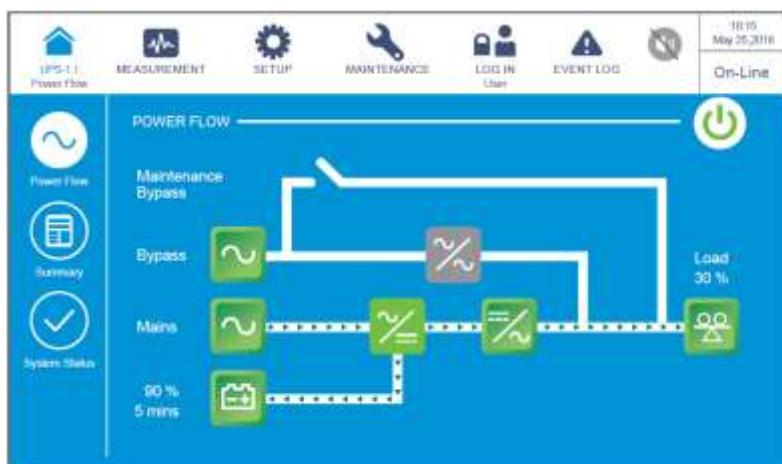 UPS-1.1
Power Flow
MEASUREMENT
SETUP
MAINTENANCE
LOG IN
User
EVENT LOG
18:15
May 25,2016
On-Line
POWER FLOW
Power Flow
Summary
System Status
Maintenance
Bypass
Bypass
Mains
90 %
5 mins
Load
30 %